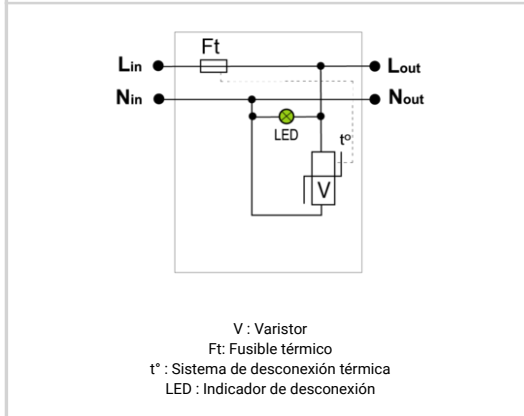 Ft
Lin
Lout
Nin
Nout
LED
t°
V
V : Varistor
Ft: Fusible térmico
t° : Sistema de desconexión térmica
LED : Indicador de desconexión